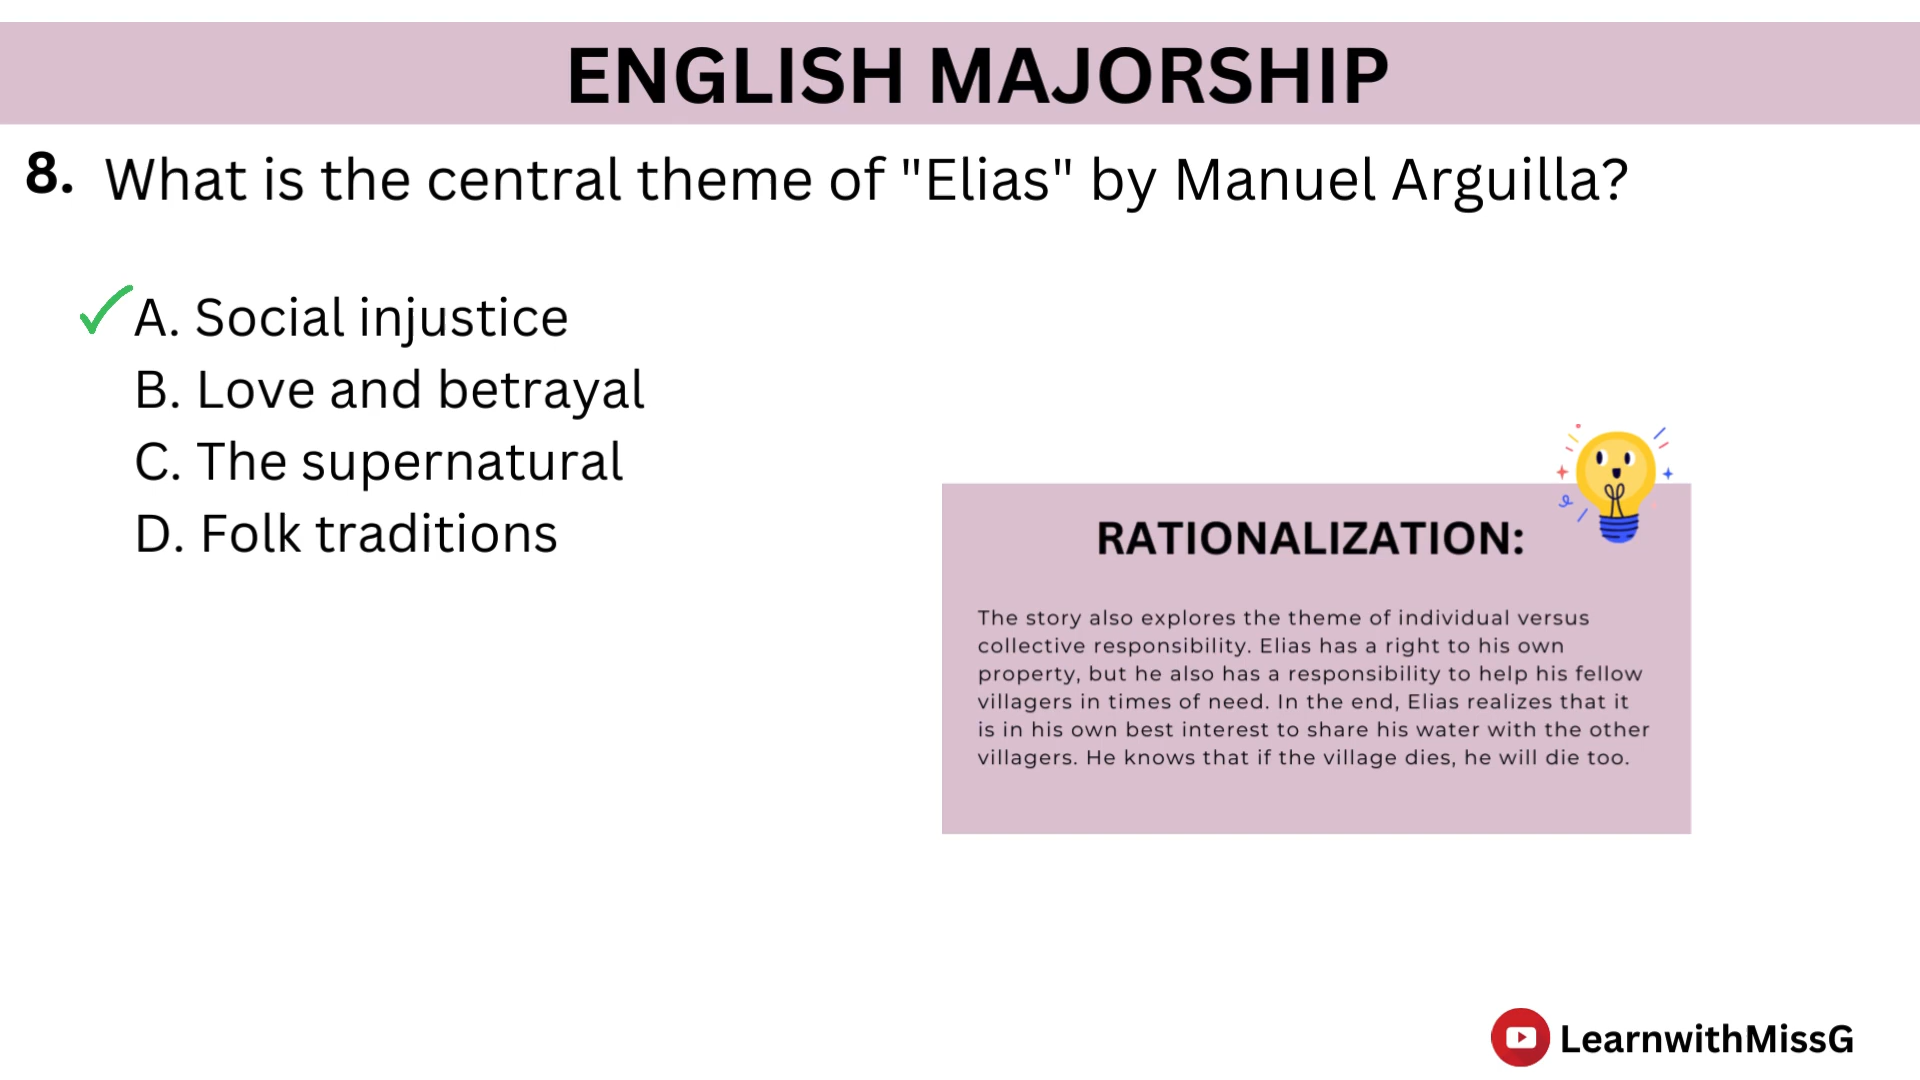 ENGLISH MAJORSHIP
8. What is the central theme of "Elias" by Manuel Arguilla?
A. Social injustice
B. Love and betrayal
C. The supernatural
D. Folk traditions
RATIONALIZATION:
The story also explores the theme of individual versus
collective responsibility. Elias has a right to his own
property, but he also has a responsibility to help his fellow
villagers in times of need. In the end, Elias realizes that it
is in his own best interest to share his water with the other
villagers. He knows that if the village dies, he will die too.
LearnwithMissG